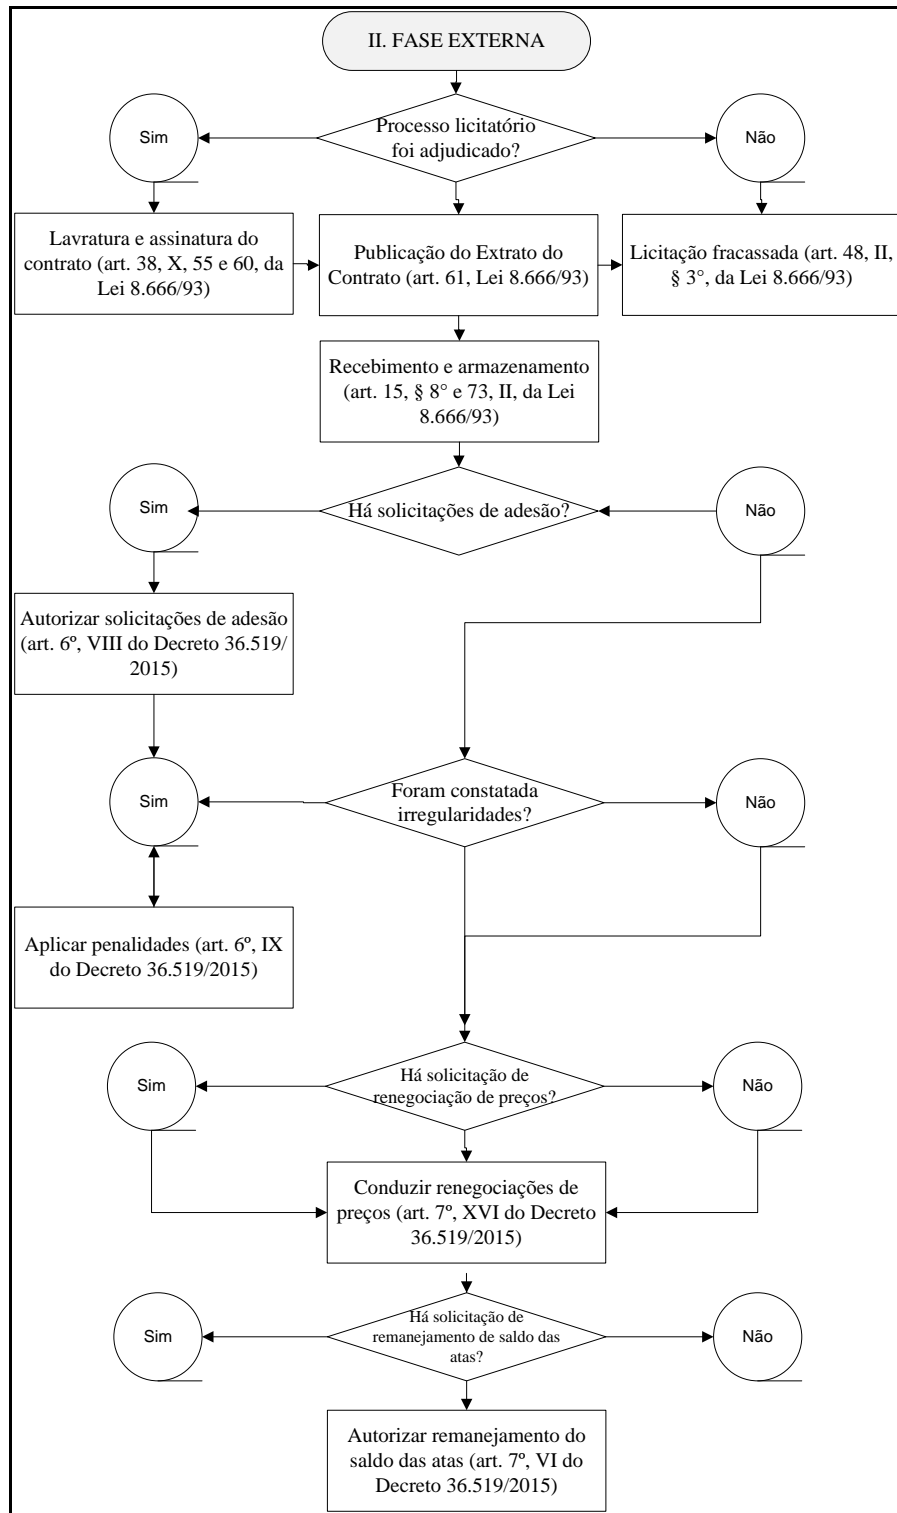 II. FASE EXTERNA
Sim
Processo licitatório
foi adjudicado?
Não
Lavratura e assinatura do
contrato (art. 38, X, 55 e 60, da
Lei 8.666/93)
Publicação do Extrato do
Contrato (art. 61, Lei 8.666/93)
Licitação fracassada (art. 48, II,
§ 3°, da Lei 8.666/93)
Recebimento e armazenamento
(art. 15, § 8° e 73, II, da Lei
8.666/93)
Sim
Há solicitações de adesão?
Não
Autorizar solicitações de adesão
(art. 6º, VIII do Decreto 36.519/
2015)
Sim
Foram constatada
irregularidades?
Não
Aplicar penalidades (art. 6º, IX
do Decreto 36.519/2015)
Sim
Há solicitação de
renegociação de preços?
Não
Conduzir renegociações de
preços (art. 7º, XVI do Decreto
36.519/2015)
Sim
Há solicitação de
remanejamento de saldo das
atas?
Não
Autorizar remanejamento do
saldo das atas (art. 7º, VI do
Decreto 36.519/2015)